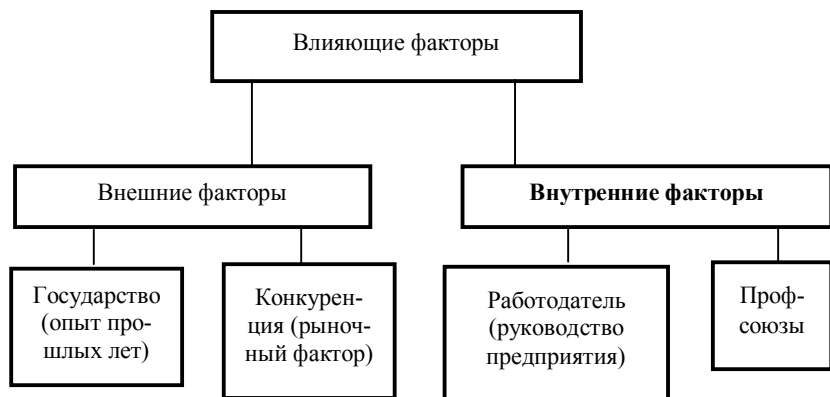 Влияющие факторы
Внешние факторы
Внутренние факторы
Государство
(опыт про-
шлых лет)
Конкурен-
ция (рыноч-
ный фактор)
Работодатель
(руководство
предприятия)
Проф-
союзы